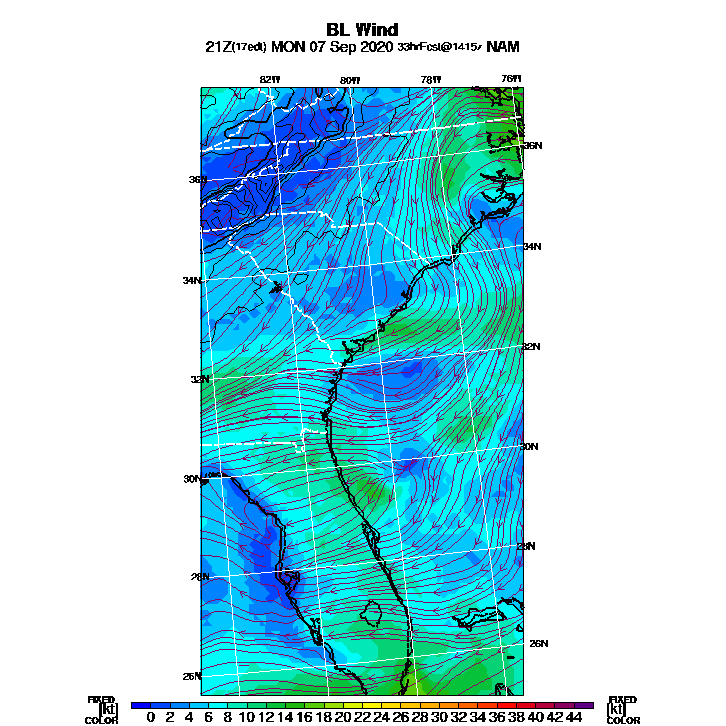 BL Wind
21Z(17edt) MON 07 Sep 2020 33hrFcst@1415z NAM
82W 80W 78W 76W
36N
36N
34N
34N
32N
32N
30N
30N
28N
28N
26N
26N
FIXED FIXED
[kt] 0 2 4 6 8 10 12 14 16 18 20 22 24 26 28 30 32 34 36 38 40 42 44 [kt]
COLOR COLOR